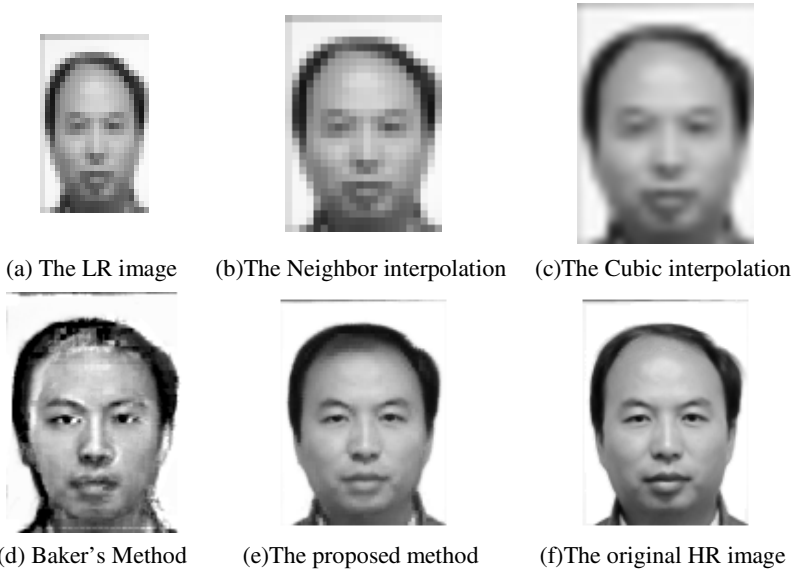 (a) The LR image
(b)The Neighbor interpolation
(c)The Cubic interpolation
(d) Baker's Method
(e)The proposed method
(f)The original HR image